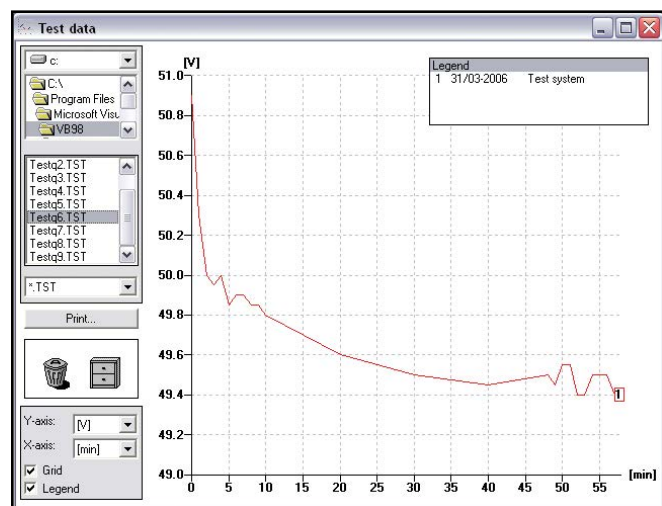 Test data
c:
C:\
Program Files
Microsoft Visu
VB98
Testq2.TST
Testq3.TST
Testq4.TST
Testq5.TST
Testq6.TST
Testq7.TST
Testq8.TST
Testq9.TST
*.TST
Print...
Y-axis: [V]
X-axis: [min]
Grid
Legend
[V]
51.0
50.8
50.6
50.4
50.2
50.0
49.8
49.6
49.4
49.2
49.0
0 5 10 15 20 25 30 35 40 45 50 55
[min]
Legend
1 31/03-2006 Test system
1